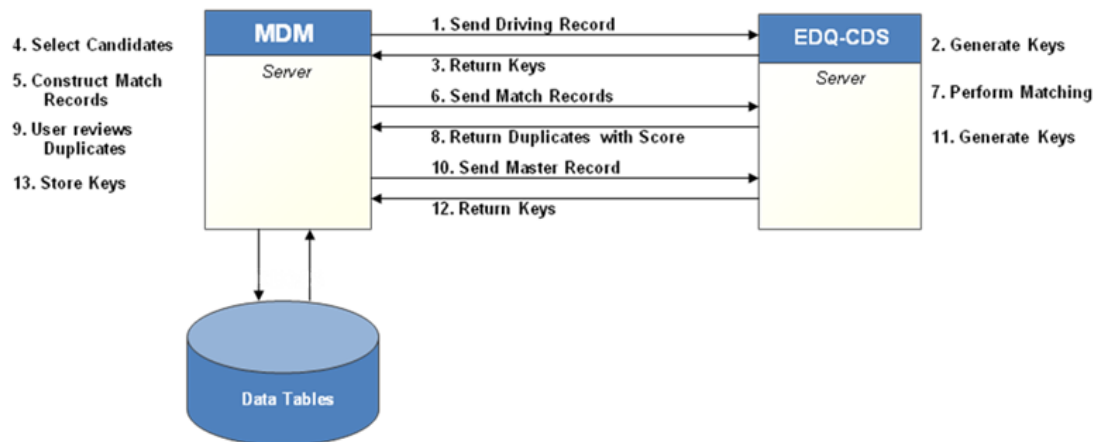 MDM
Server
EDQ-CDS
Server
1. Send Driving Record
2. Generate Keys
3. Return Keys
4. Select Candidates
5. Construct Match
Records
6. Send Match Records
7. Perform Matching
8. Return Duplicates with Score
9. User reviews
Duplicates
10. Send Master Record
11. Generate Keys
12. Return Keys
13. Store Keys
Data Tables